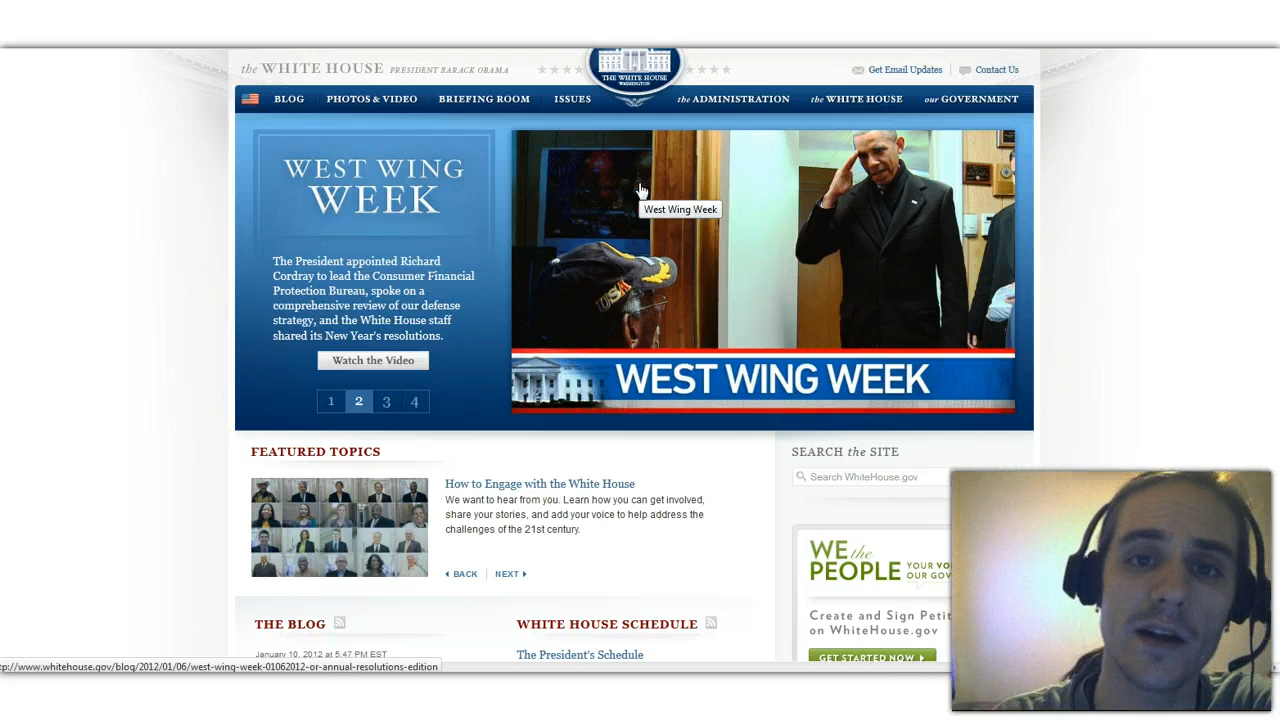 the WHITE HOUSE PRESIDENT BARACK OBAMA
THE WHITE HOUSE
WASHINGTON
Get Email Updates
Contact Us
BLOG
PHOTOS & VIDEO
BRIEFING ROOM
ISSUES
the ADMINISTRATION
the WHITE HOUSE
our GOVERNMENT
WEST WING
WEEK
The President appointed Richard
Cordray to lead the Consumer Financial
Protection Bureau, spoke on a
comprehensive review of our defense
strategy, and the White House staff
shared its New Year's resolutions.
Watch the Video
1 2 3 4
West Wing Week
WEST WING WEEK
FEATURED TOPICS
How to Engage with the White House
We want to hear from you. Learn how you can get involved,
share your stories, and add your voice to help address the
challenges of the 21st century.
BACK
NEXT
SEARCH the SITE
Search WhiteHouse.gov
WE the
PEOPLE
YOUR VO
OUR GOV
Create and Sign Petit
on WhiteHouse.gov
GET STARTED NOW
THE BLOG
January 10, 2012 at 5:47 PM EST
WHITE HOUSE SCHEDULE
The President's Schedule
tp://www.whitehouse.gov/blog/2012/01/06/west-wing-week-01062012-or-annual-resolutions-edition